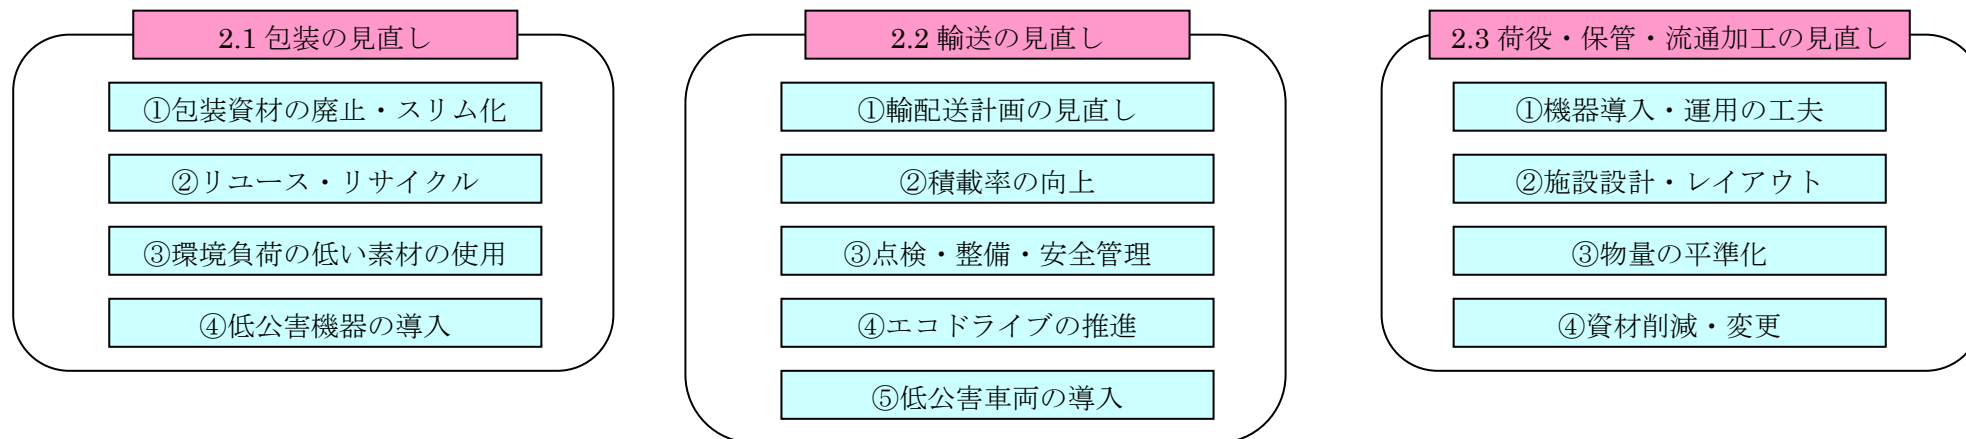 2.1 包装の見直し
①包装資材の廃止・スリム化
②リユース・リサイクル
③環境負荷の低い素材の使用
④低公害機器の導入
2.2 輸送の見直し
①輸配送計画の見直し
②積載率の向上
③点検・整備・安全管理
④エコドライブの推進
⑤低公害車両の導入
2.3 荷役・保管・流通加工の見直し
①機器導入・運用の工夫
②施設設計・レイアウト
③物量の平準化
④資材削減・変更